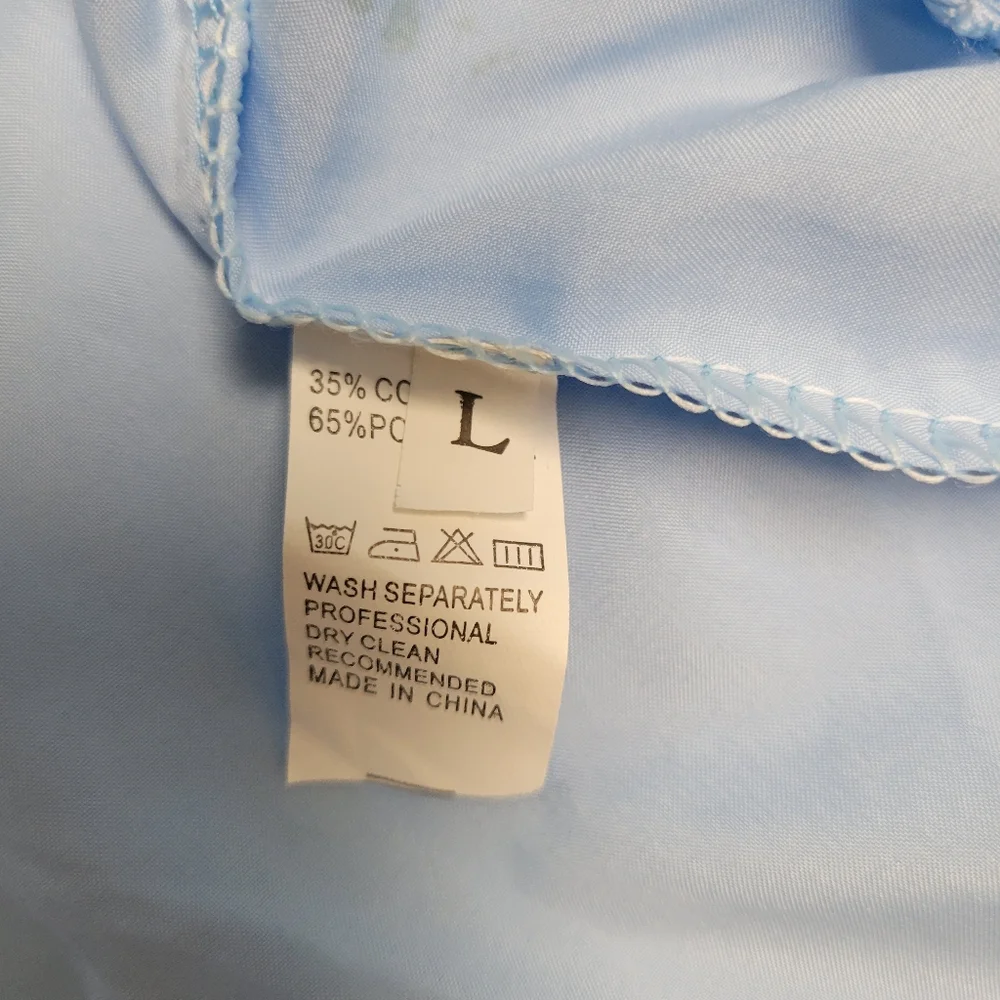 35% CO
65%PO
L
30C
WASH SEPARATELY
PROFESSIONAL
DRY CLEAN
RECOMMENDED
MADE IN CHINA